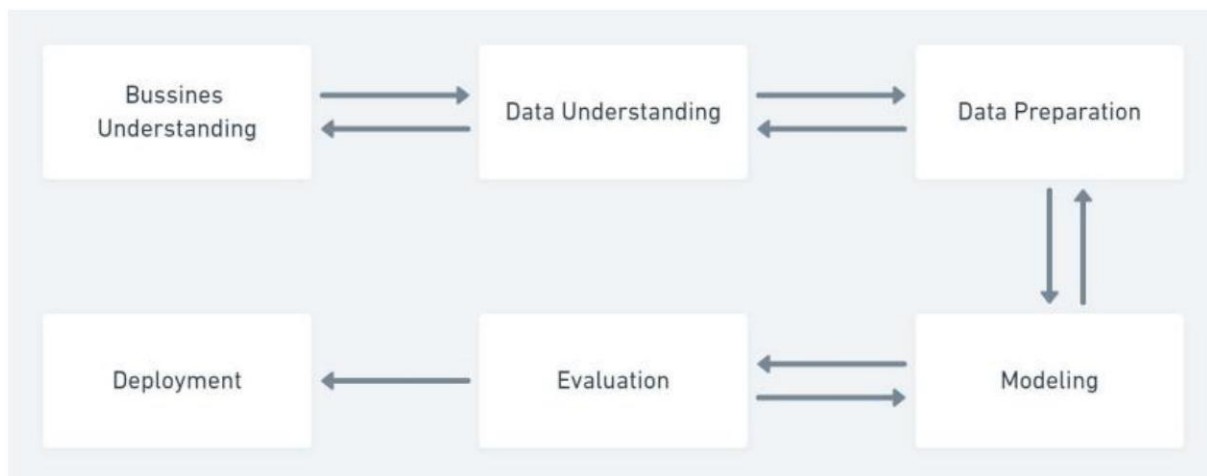 Bussines
Understanding
Data Understanding
Data Preparation
Deployment
Evaluation
Modeling